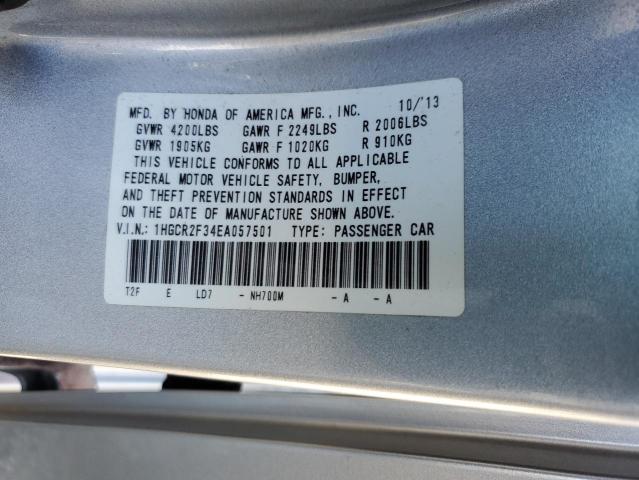 MFD. BY HONDA OF AMERICA MFG., INC. 10/'13
GVWR 4200LBS GAWR F 2249LBS R 2006LBS
GVWR 1905KG GAWR F 1020KG R 910KG
THIS VEHICLE CONFORMS TO ALL APPLICABLE
FEDERAL MOTOR VEHICLE SAFETY, BUMPER,
AND THEFT PREVENTION STANDARDS IN EFFECT
ON THE DATE OF MANUFACTURE SHOWN ABOVE.
V.I.N.: 1HGCR2F34EA057501 TYPE: PASSENGER CAR
T2F E LD7 - NH700M - A - A